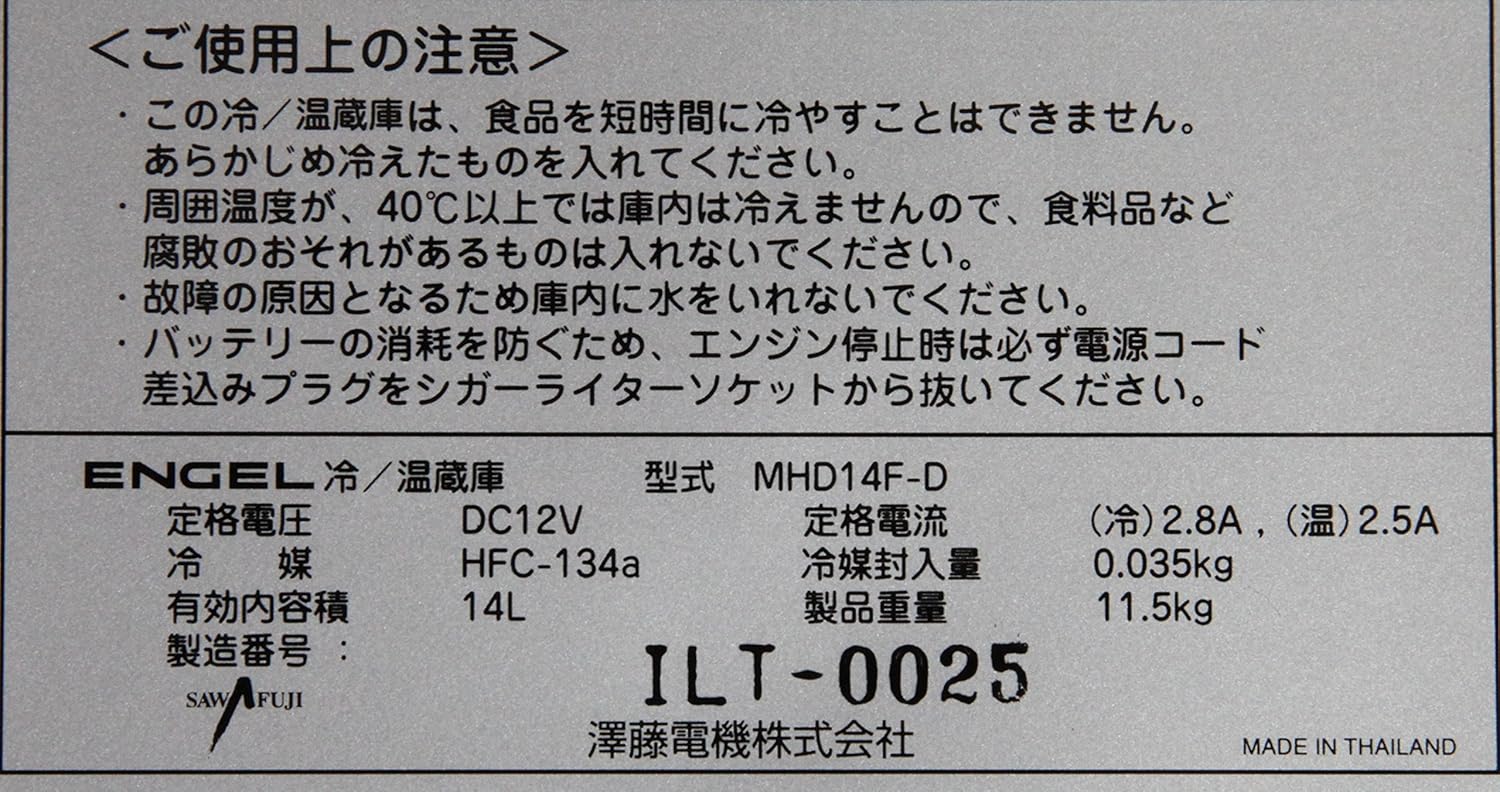 ＜ご使用上の注意＞
・この冷／温蔵庫は、食品を短時間に冷やすことはできません。
あらかじめ冷えたものを入れてください。
・周囲温度が、40℃以上では庫内は冷えませんので、食料品など
腐敗のおそれがあるものは入れないでください。
・故障の原因となるため庫内に水をいれないでください。
・バッテリーの消耗を防ぐため、エンジン停止時は必ず電源コード
差込みプラグをシガーライターソケットから抜いてください。
ENGEL 冷／温蔵庫 型式 MHD14F-D
定格電圧 DC12V 定格電流 (冷)2.8A , (温)2.5A
冷 媒 HFC-134a 冷媒封入量 0.035kg
有効内容積 14L 製品重量 11.5kg
製造番号 : ILT-0025
SAWAFUJI
澤藤電機株式会社
MADE IN THAILAND